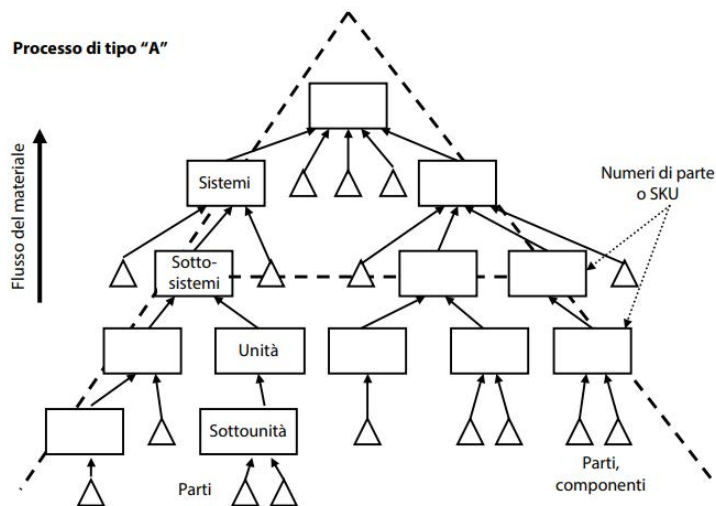 Processo di tipo “A”
Flusso del materiale
Sistemi
Numeri di parte
o SKU
Sotto-
sistemi
Unità
Sottounità
Parti
Parti,
componenti